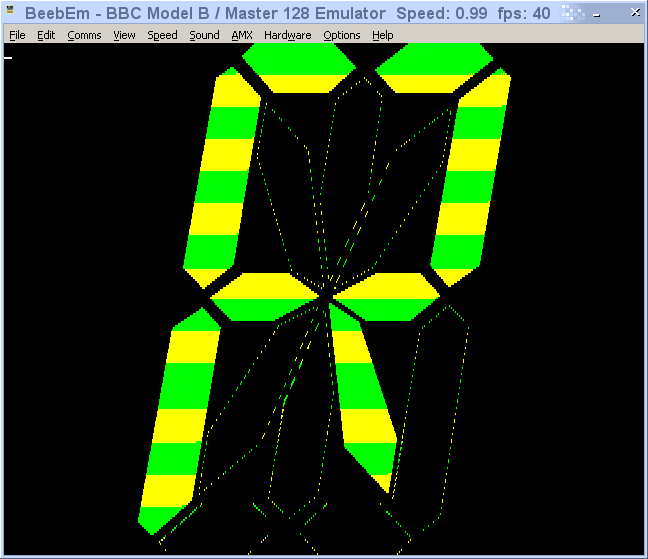 BeebEm - BBC Model B / Master 128 Emulator Speed: 0.99 fps: 40
File Edit Comms View Speed Sound AMX Hardware Options Help
R